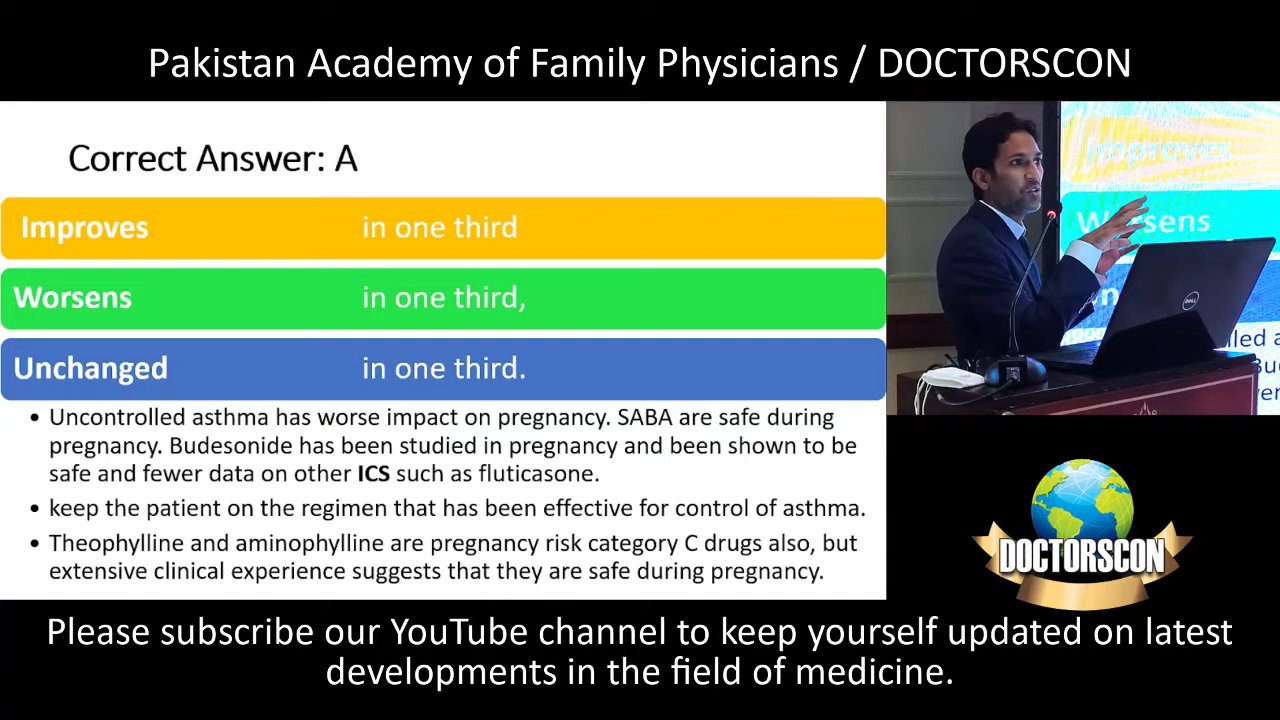 Pakistan Academy of Family Physicians / DOCTORSCON
Correct Answer: A
Improves in one third
Worsens in one third,
Unchanged in one third.
• Uncontrolled asthma has worse impact on pregnancy. SABA are safe during
pregnancy. Budesonide has been studied in pregnancy and been shown to be
safe and fewer data on other ICS such as fluticasone.
• keep the patient on the regimen that has been effective for control of asthma.
• Theophylline and aminophylline are pregnancy risk category C drugs also, but
extensive clinical experience suggests that they are safe during pregnancy.
Improves
Worsens
DELL
DOCTORSCON
Please subscribe our YouTube channel to keep yourself updated on latest
developments in the field of medicine.